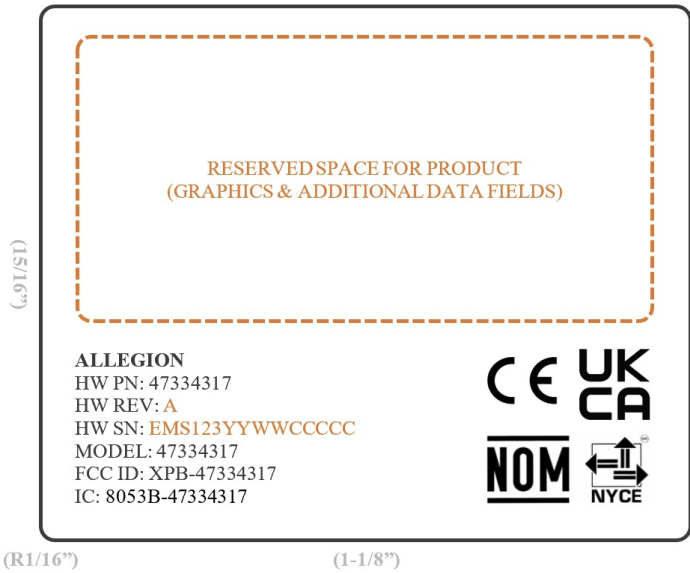 RESERVED SPACE FOR PRODUCT
(GRAPHICS & ADDITIONAL DATA FIELDS)
(15/16”)
ALLEGION
HW PN: 47334317
HW REV: A
HW SN: EMS123YYWWCCCCC
MODEL: 47334317
FCC ID: XPB-47334317
IC: 8053B-47334317
CE
UK
CA
NOM
NYCE
(R1/16”)
(1-1/8”)